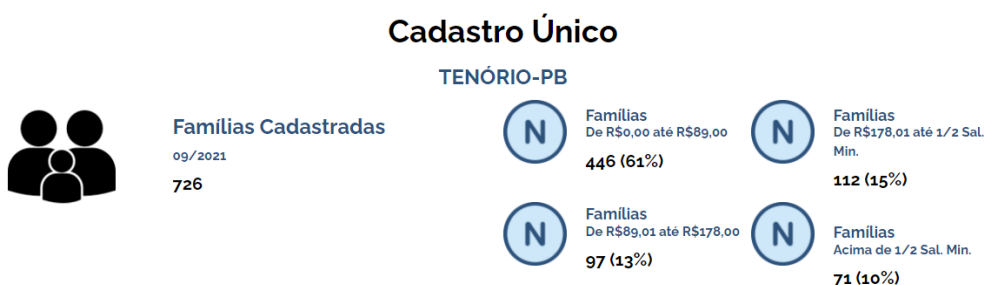 Cadastro Único
TENÓRIO-PB
Famílias Cadastradas
09/2021
726
N
Famílias
De R$0,00 até R$89,00
446 (61%)
N
Famílias
De R$178,01 até 1/2 Sal.
Min.
112 (15%)
N
Famílias
De R$89,01 até R$178,00
97 (13%)
N
Famílias
Acima de 1/2 Sal. Min.
71 (10%)